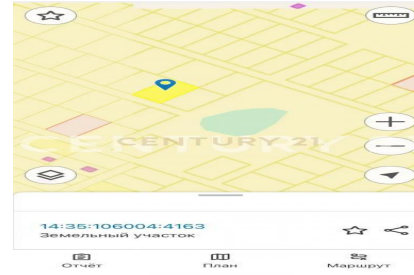 CENTURY 21
14:35:106004:4163
Земельный участок
Отчёт
План
Маршрут